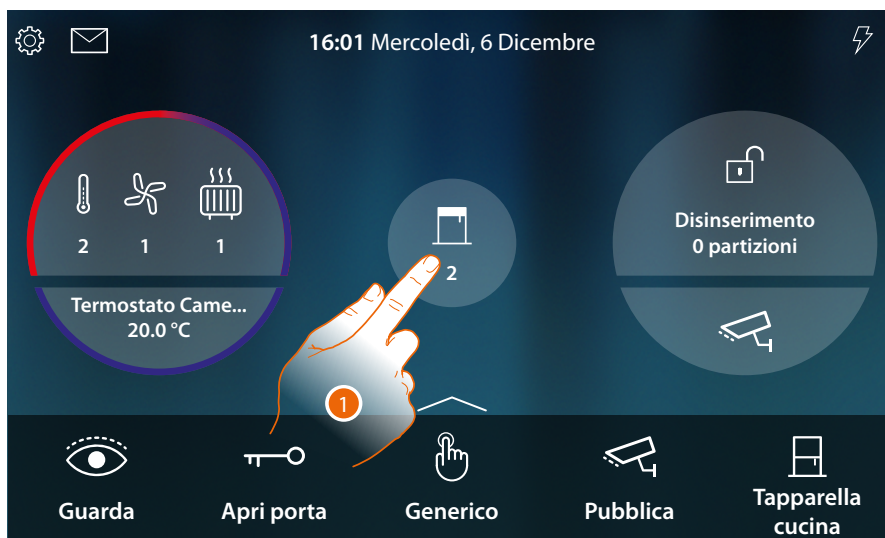 16:01 Mercoledì, 6 Dicembre
2 1 1
Termostato Came...
20.0 °C
2
1
Disinserimento
0 partizioni
Guarda
Apri porta
Generico
Pubblica
Tapparella
cucina